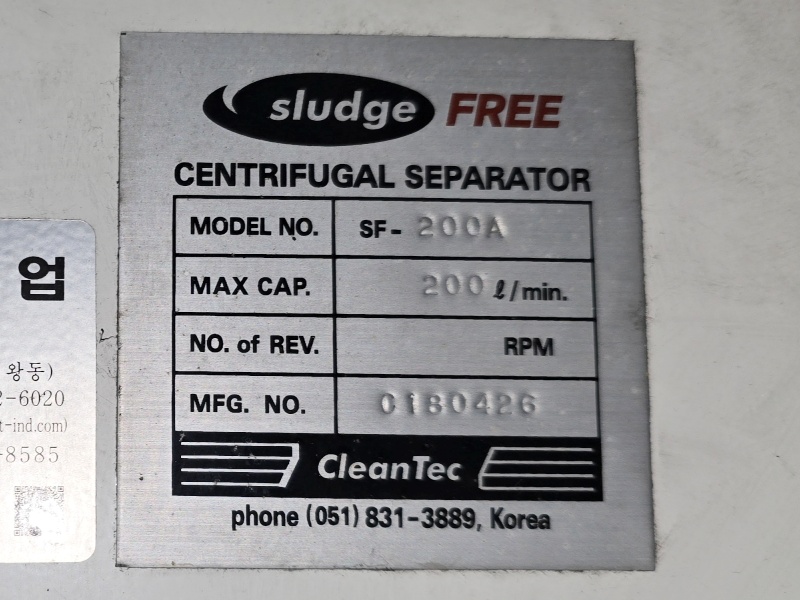 sludge FREE
CENTRIFUGAL SEPARATOR
MODEL NO. SF- 200A
MAX CAP. 200 ℓ/min.
NO. of REV. RPM
MFG. NO. 0180426
CleanTec
phone (051) 831-3889, Korea
업
왕동)
2-6020
t-ind.com)
-8585